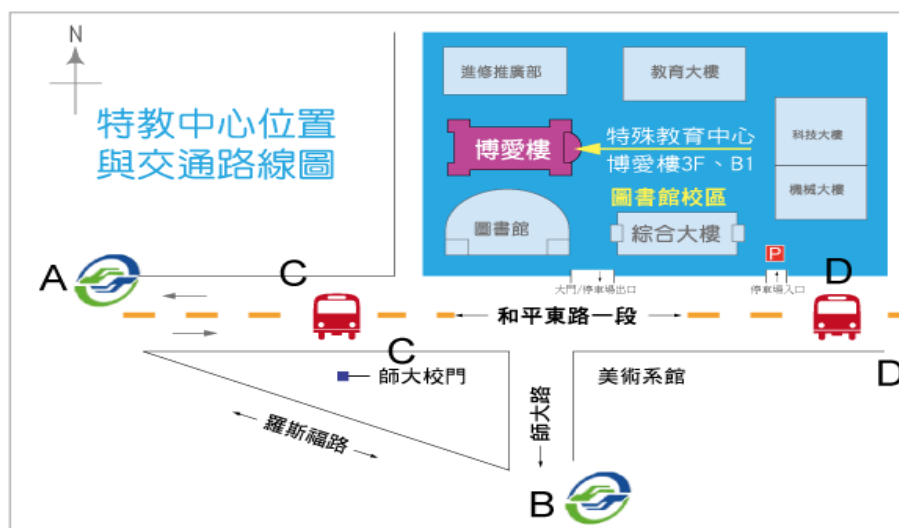 N
特教中心位置
與交通路線圖
進修推廣部
教育大樓
博愛樓
特殊教育中心
博愛樓3F、B1
科技大樓
機械大樓
圖書館校區
圖書館
綜合大樓
P
大門/停車場出口
停車場入口
A
C
D
和平東路一段
C
D
師大校門
美術系館
羅斯福路
師大路
B